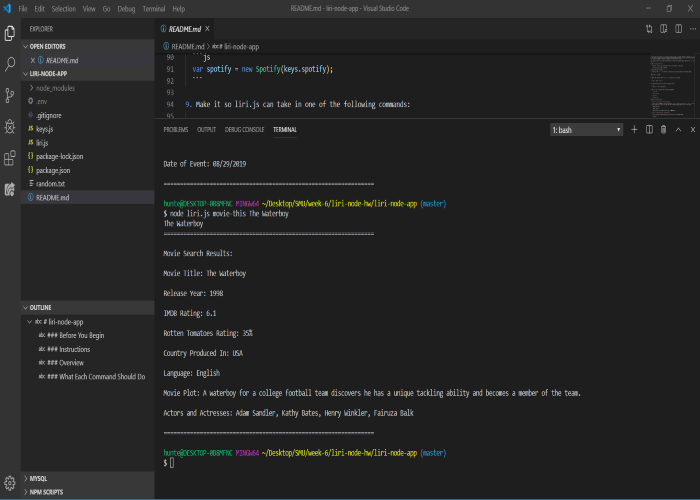 File Edit Selection View Go Debug Terminal Help
README.md - liri-node-app - Visual Studio Code
EXPLORER
OPEN EDITORS
X README.md
LIRI-NODE-APP
node_modules
.env
.gitignore
JS keys.js
JS liri.js
{} package-lock.json
{} package.json
random.txt
README.md
OUTLINE
abc # liri-node-app
abc ### Before You Begin
abc ### Instructions
abc ### Overview
abc ### What Each Command Should Do
MYSQL
NPM SCRIPTS
README.md X
README.md > abc # liri-node-app
90 ```js
91 var spotify = new Spotify(keys.spotify);
92 ```
93
94 9. Make it so liri.js can take in one of the following commands:
95
PROBLEMS OUTPUT DEBUG CONSOLE TERMINAL
1: bash
Date of Event: 08/29/2019
============================================================
hunte@DESKTOP-0B8MFNC MINGW64 ~/Desktop/SMU/week-6/liri-node-hw/liri-node-app (master)
$ node liri.js movie-this The Waterboy
The Waterboy
============================================================
Movie Search Results:
Movie Title: The Waterboy
Release Year: 1998
IMDB Rating: 6.1
Rotten Tomatoes Rating: 35%
Country Produced In: USA
Language: English
Movie Plot: A waterboy for a college football team discovers he has a unique tackling ability and becomes a member of the team.
Actors and Actresses: Adam Sandler, Kathy Bates, Henry Winkler, Fairuza Balk
============================================================
hunte@DESKTOP-0B8MFNC MINGW64 ~/Desktop/SMU/week-6/liri-node-hw/liri-node-app (master)
$